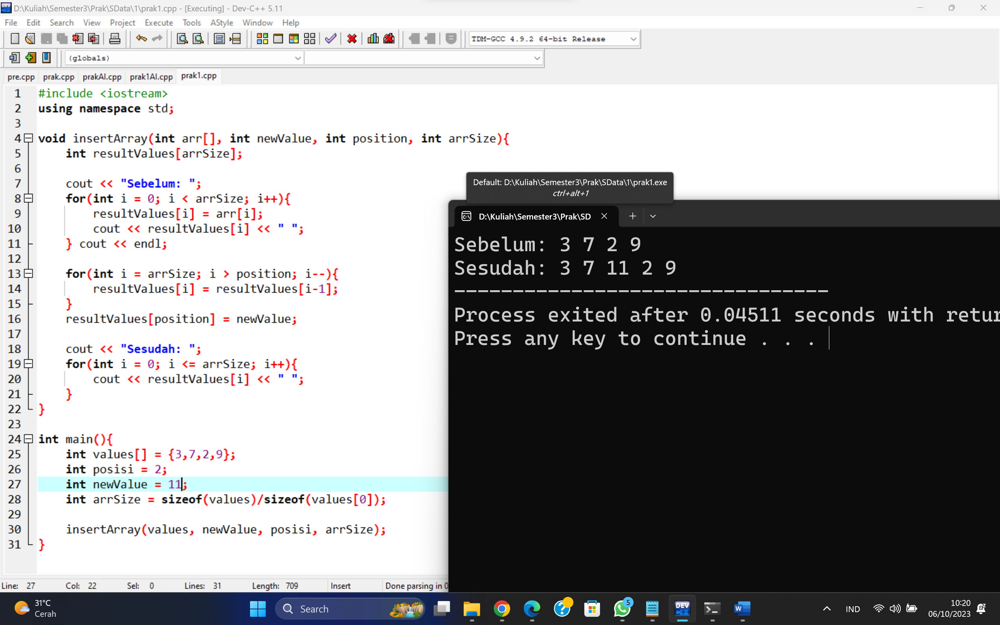 D:\Kuliah\Semester3\Prak\SData\1\prak1.cpp - [Executing] - Dev-C++ 5.11
File Edit Search View Project Execute Tools AStyle Window Help
TDM-GCC 4.9.2 64-bit Release
(globals)
pre.cpp prak.cpp prakAl.cpp prak1Al.cpp prak1.cpp
1 #include <iostream>
2 using namespace std;
3
4 void insertArray(int arr[], int newValue, int position, int arrSize){
5 int resultValues[arrSize];
6
7 cout << "Sebelum: ";
8 for(int i = 0; i < arrSize; i++){
9 resultValues[i] = arr[i];
10 cout << resultValues[i] << " ";
11 } cout << endl;
12
13 for(int i = arrSize; i > position; i--){
14 resultValues[i] = resultValues[i-1];
15 }
16 resultValues[position] = newValue;
17
18 cout << "Sesudah: ";
19 for(int i = 0; i <= arrSize; i++){
20 cout << resultValues[i] << " ";
21 }
22 }
23
24 int main(){
25 int values[] = {3,7,2,9};
26 int posisi = 2;
27 int newValue = 11;
28 int arrSize = sizeof(values)/sizeof(values[0]);
29
30 insertArray(values, newValue, posisi, arrSize);
31 }
Default: D:\Kuliah\Semester3\Prak\SData\1\prak1.exe
ctrl+alt+1
D:\Kuliah\Semester3\Prak\SD
Sebelum: 3 7 2 9
Sesudah: 3 7 11 2 9
--------------------------------
Process exited after 0.04511 seconds with retur
Press any key to continue . . .
Line: 27 Col: 22 Sel: 0 Lines: 31 Length: 709 Insert Done parsing in 0
31°C
Cerah
Search
5
DEV
C++
W
IND
10:20
06/10/2023